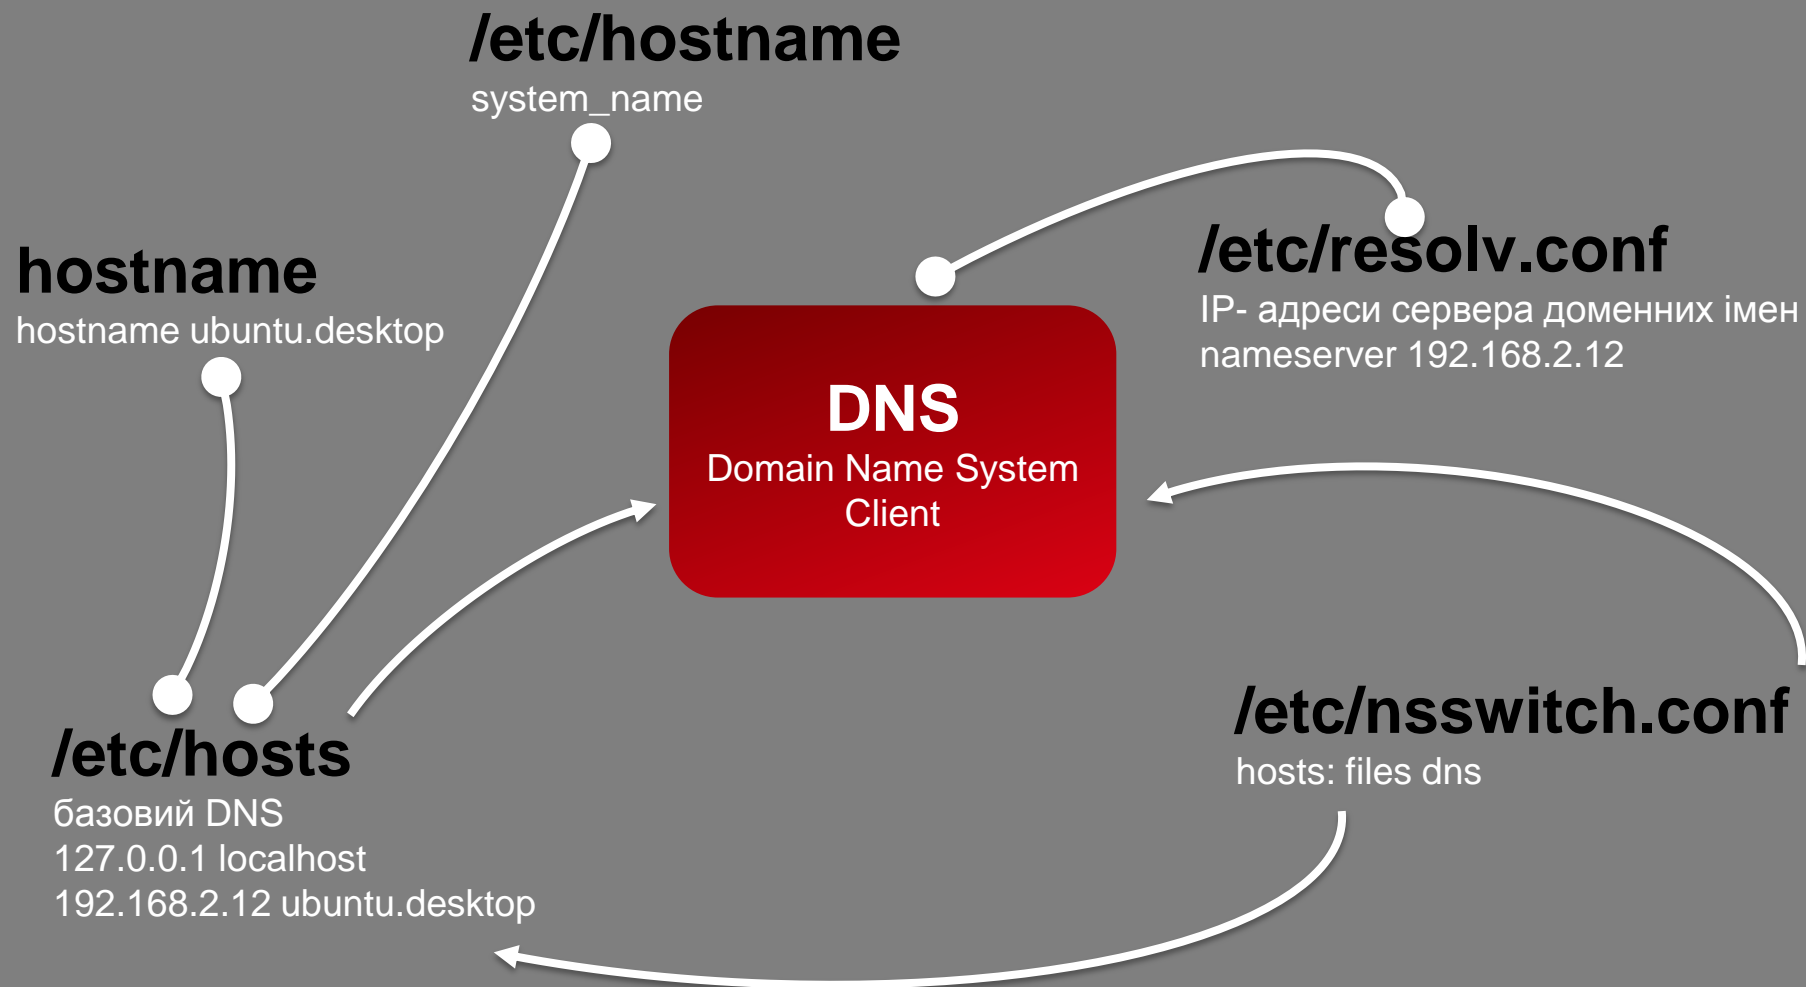 /etc/hostname
system_name
hostname
hostname ubuntu.desktop
/etc/resolv.conf
IP- адреси сервера доменних імен
nameserver 192.168.2.12
DNS
Domain Name System
Client
/etc/hosts
базовий DNS
127.0.0.1 localhost
192.168.2.12 ubuntu.desktop
/etc/nsswitch.conf
hosts: files dns